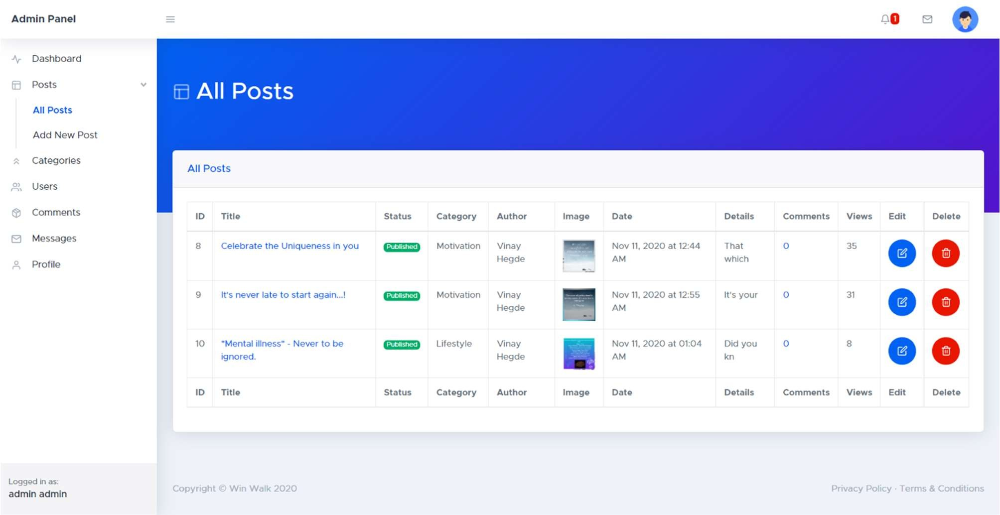 Admin Panel
1
Dashboard
Posts
All Posts
Add New Post
Categories
Users
Comments
Messages
Profile
Logged in as:
admin admin
All Posts
All Posts
ID Title Status Category Author Image Date Details Comments Views Edit Delete
8 Celebrate the Uniqueness in you Published Motivation Vinay Nov 11, 2020 at 12:44 That 0 35
Hegde AM which
9 It's never late to start again...! Published Motivation Vinay Nov 11, 2020 at 12:55 It's your 0 31
Hegde AM
10 "Mental illness" - Never to be Published Lifestyle Vinay Nov 11, 2020 at 01:04 Did you 0 8
ignored. Hegde AM kn
ID Title Status Category Author Image Date Details Comments Views Edit Delete
Copyright © Win Walk 2020
Privacy Policy · Terms & Conditions